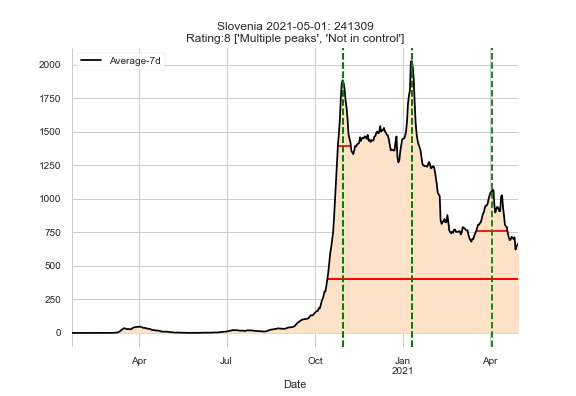 Slovenia 2021-05-01: 241309
Rating:8 ['Multiple peaks', 'Not in control']
Average-7d
2000
1750
1500
1250
1000
750
500
250
0
Apr
Jul
Oct
Jan
2021
Apr
Date